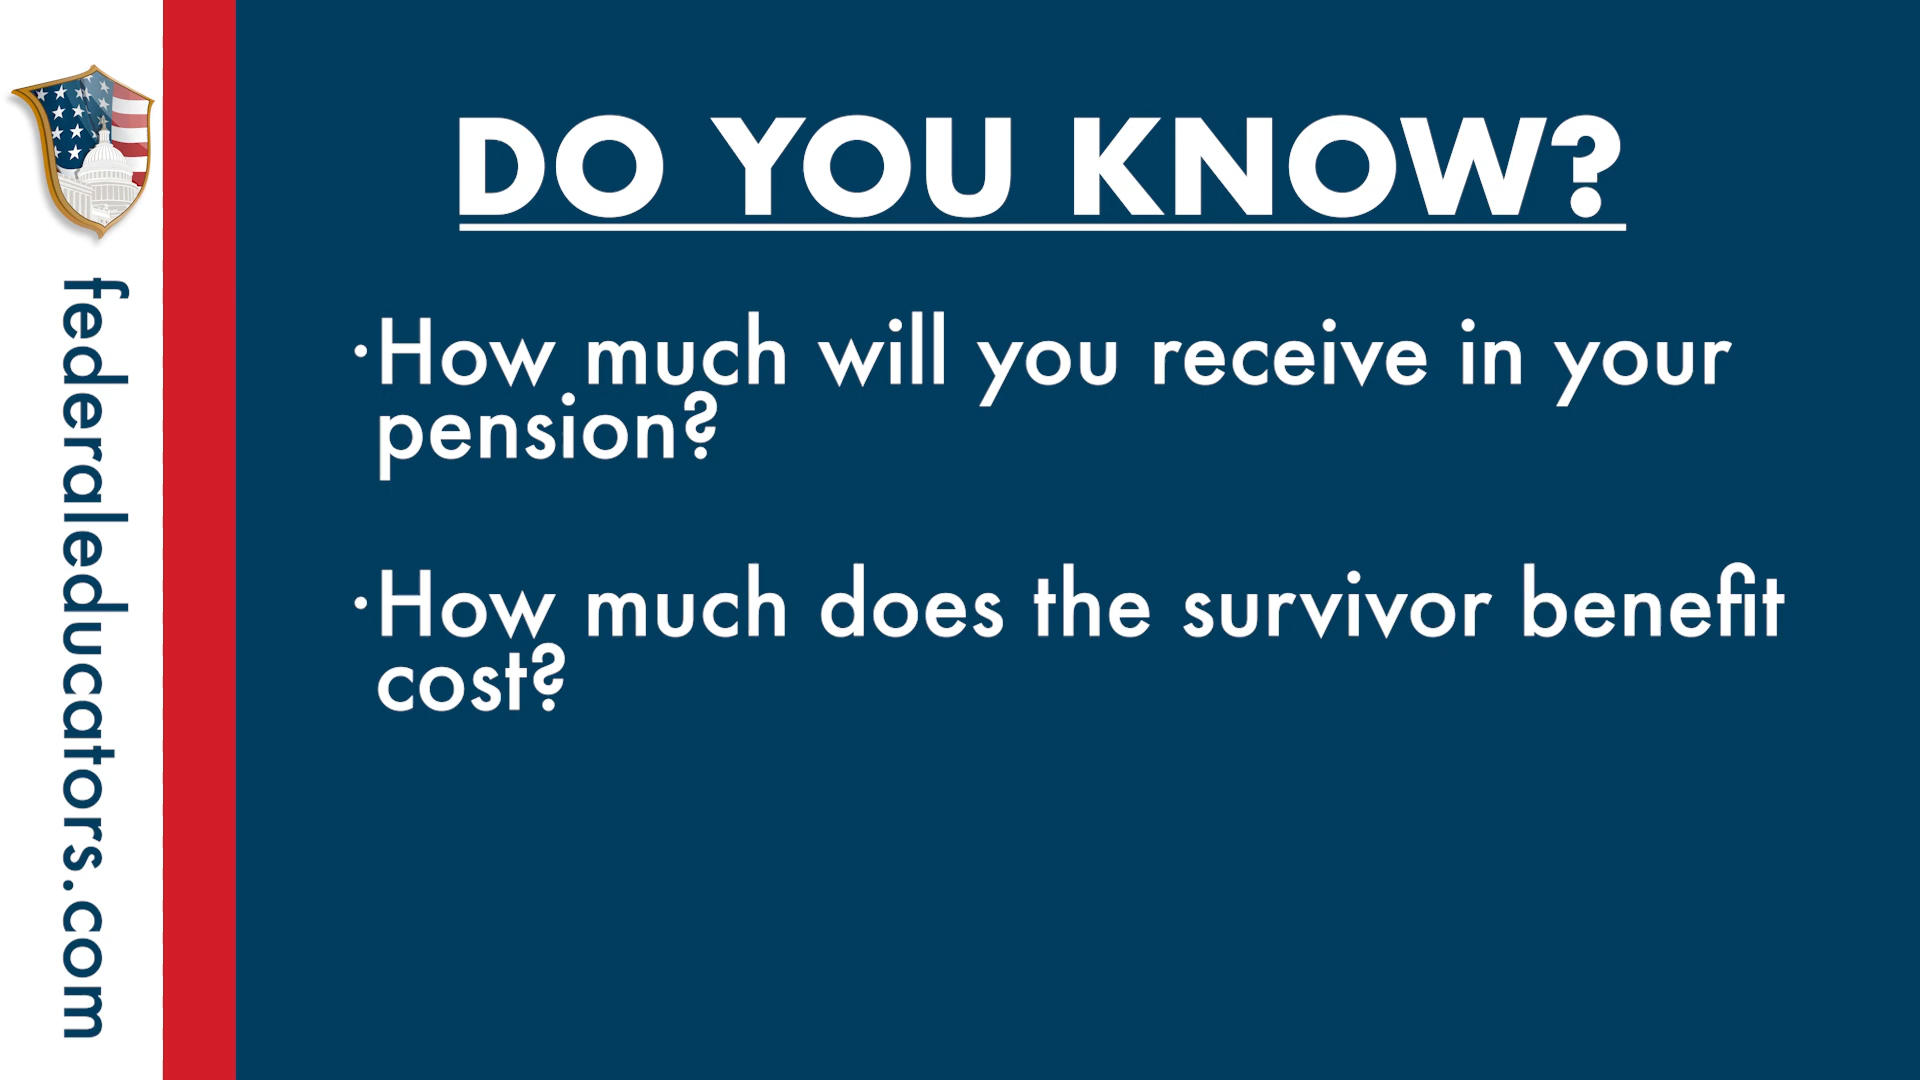 DO YOU KNOW?
·How much will you receive in your
pension?
·How much does the survivor benefit
cost?
federaleducators.com